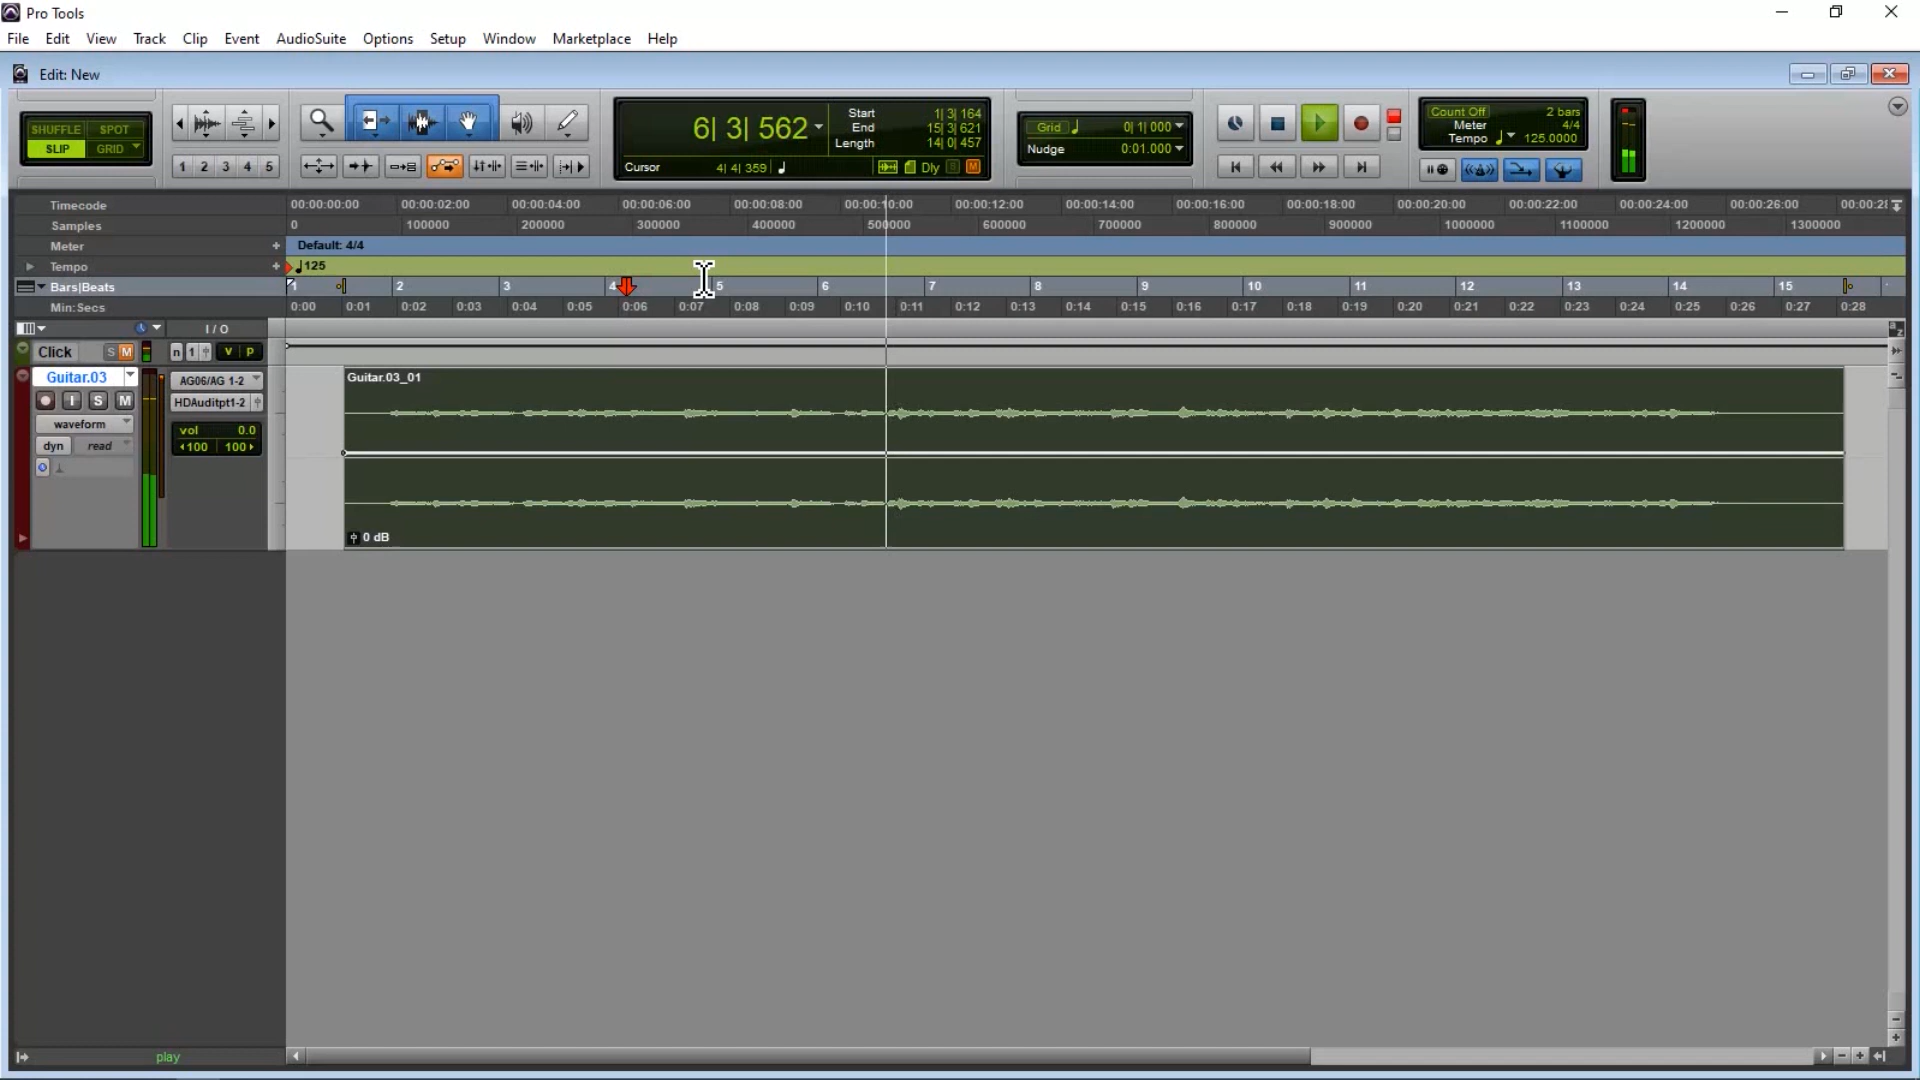 Pro Tools
File Edit View Track Clip Event AudioSuite Options Setup Window Marketplace Help
Edit: New
SHUFFLE SPOT
SLIP GRID
1 2 3 4 5
6| 3| 562
Start 1| 3| 164
End 15| 3| 621
Length 14| 0| 457
Cursor 4| 4| 359 Dly
Grid 0| 1| 000
Nudge 0:01.000
Count Off 2 bars
Meter 4/4
Tempo 125.0000
Timecode 00:00:00:00 00:00:02:00 00:00:04:00 00:00:06:00 00:00:08:00 00:00:10:00 00:00:12:00 00:00:14:00 00:00:16:00 00:00:18:00 00:00:20:00 00:00:22:00 00:00:24:00 00:00:26:00 00:00:28
Samples 0 100000 200000 300000 400000 500000 600000 700000 800000 900000 1000000 1100000 1200000 1300000
Meter + Default: 4/4
Tempo + 125
Bars|Beats 1 2 3 4 5 6 7 8 9 10 11 12 13 14 15
Min:Secs 0:00 0:01 0:02 0:03 0:04 0:05 0:06 0:07 0:08 0:09 0:10 0:11 0:12 0:13 0:14 0:15 0:16 0:17 0:18 0:19 0:20 0:21 0:22 0:23 0:24 0:25 0:26 0:27 0:28
I / O
Click S M n 1 v p
Guitar.03 AG06/AG 1-2 Guitar.03_01
I S M HDAuditpt1-2
waveform vol 0.0
dyn read 100 100
0 dB
play